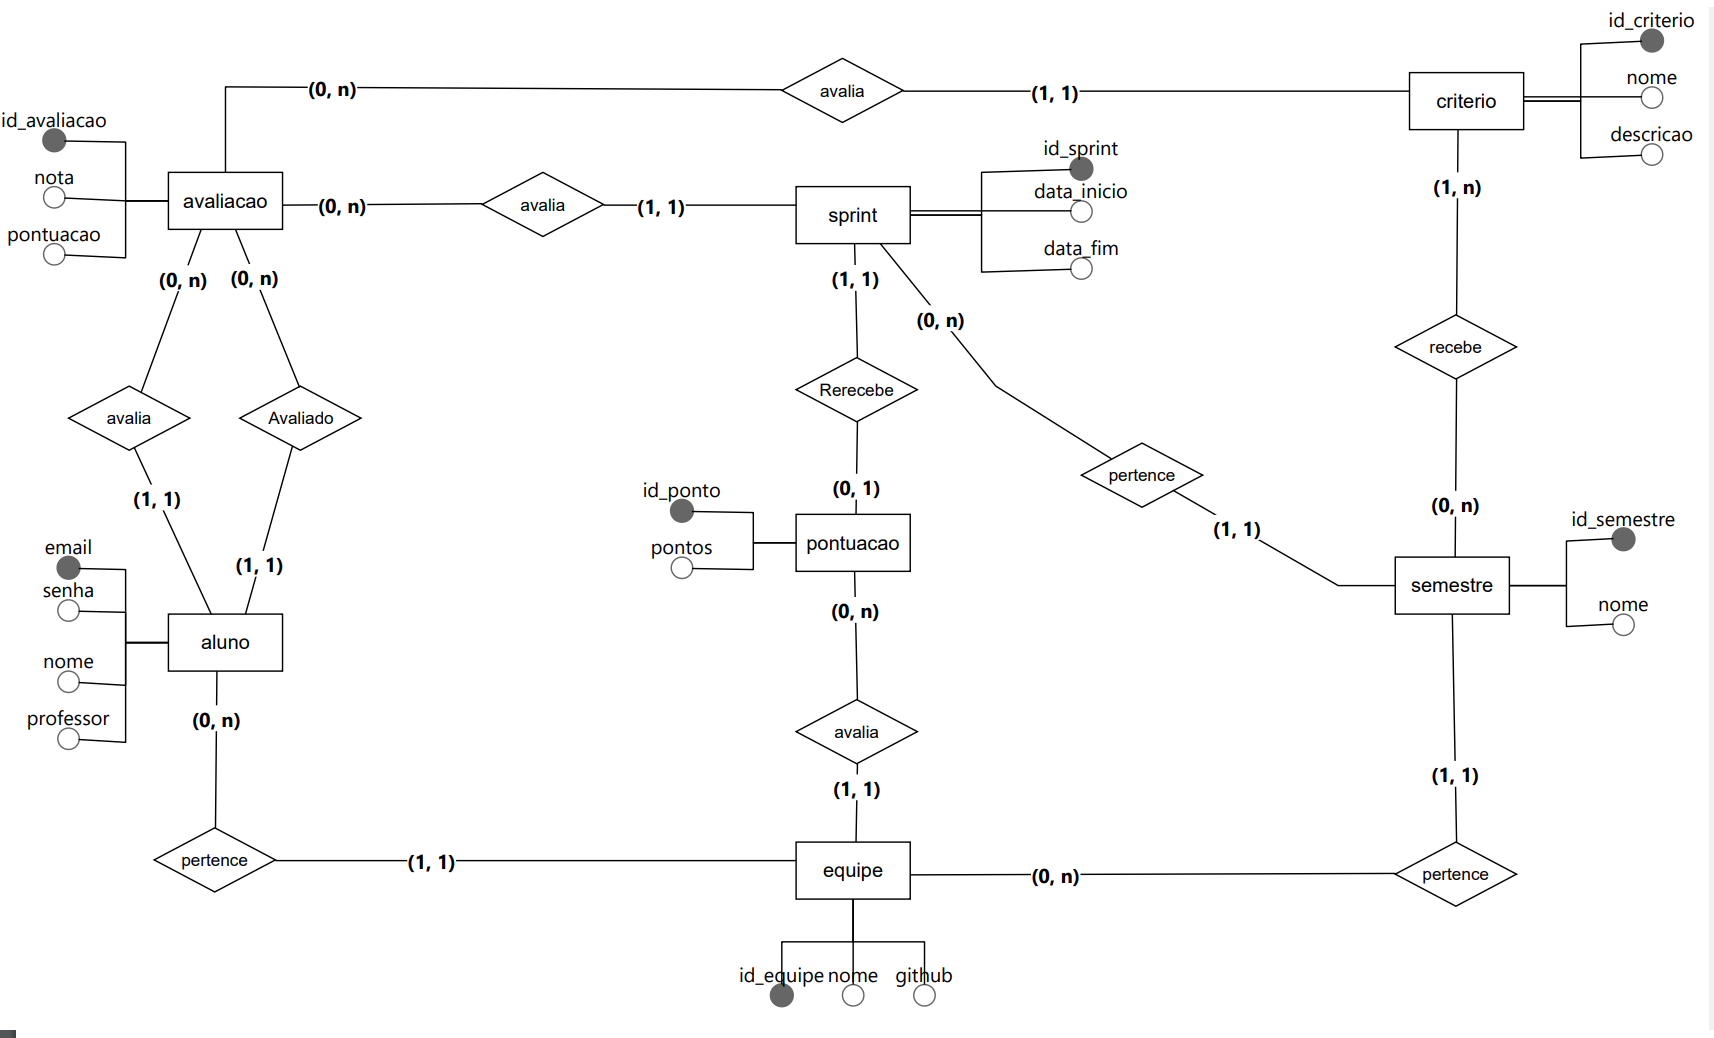 id_criterio
nome
descricao
criterio
(0, n)
avalia
(1, 1)
id_avaliacao
nota
pontuacao
avaliacao
(0, n)
avalia
(1, 1)
sprint
id_sprint
data_inicio
data_fim
(1, n)
(0, n)
(0, n)
(1, 1)
(0, n)
recebe
avalia
Avaliado
Rerecebe
pertence
(1, 1)
(1, 1)
(0, 1)
(1, 1)
(0, n)
id_ponto
pontos
pontuacao
id_semestre
nome
semestre
email
senha
nome
professor
aluno
(0, n)
(0, n)
avalia
(1, 1)
(1, 1)
pertence
(1, 1)
equipe
(0, n)
pertence
id_equipe
nome
github